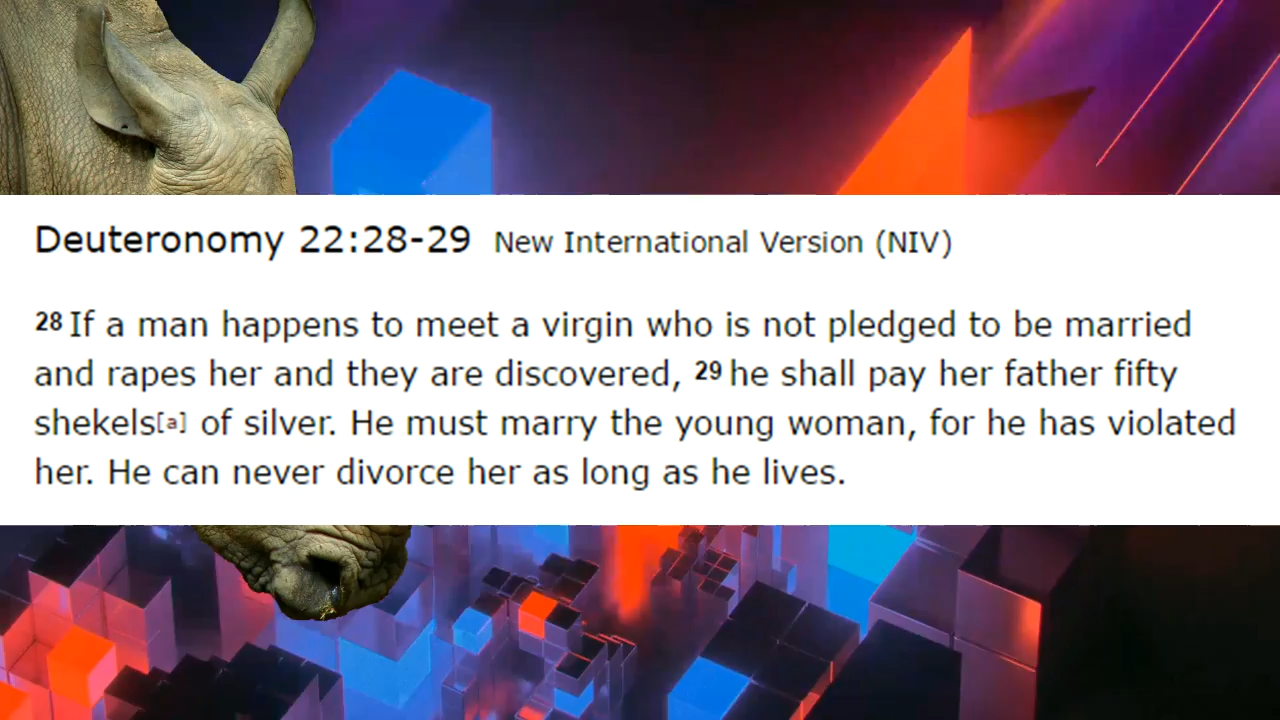 Deuteronomy 22:28-29 New International Version (NIV)
28 If a man happens to meet a virgin who is not pledged to be married
and rapes her and they are discovered, 29 he shall pay her father fifty
shekels[a] of silver. He must marry the young woman, for he has violated
her. He can never divorce her as long as he lives.